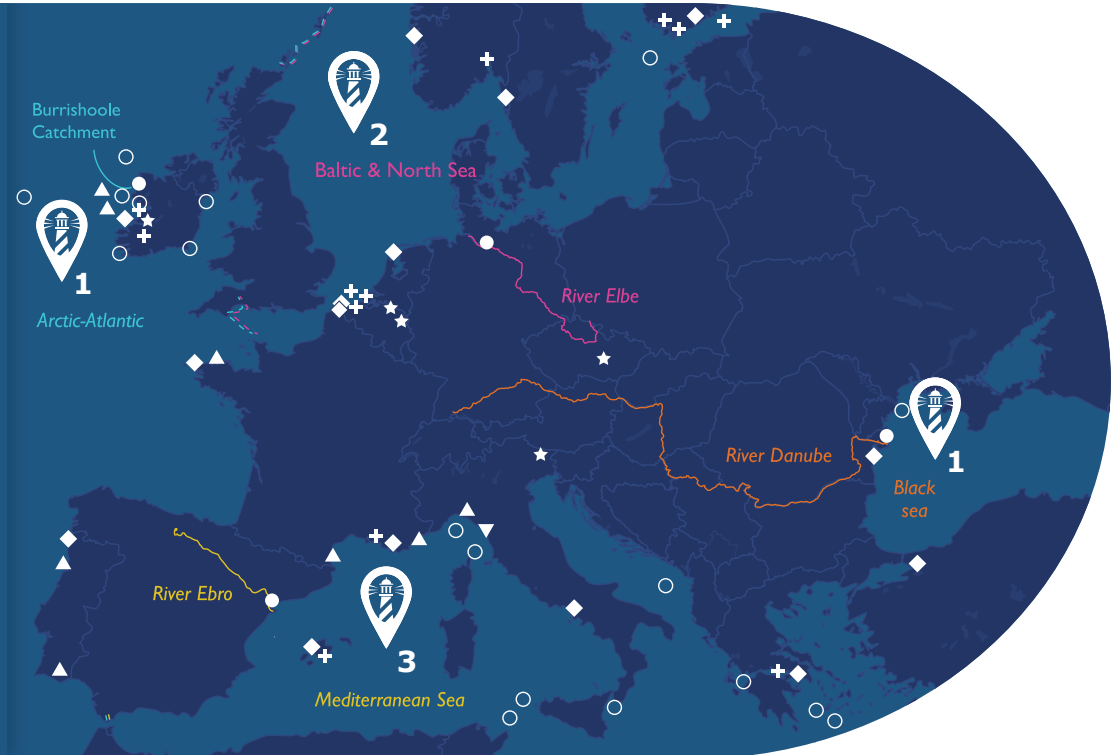 Burrishoole
Catchment
2
Baltic & North Sea
1
Arctic-Atlantic
River Elbe
River Danube
1
Black
sea
River Ebro
3
Mediterranean Sea